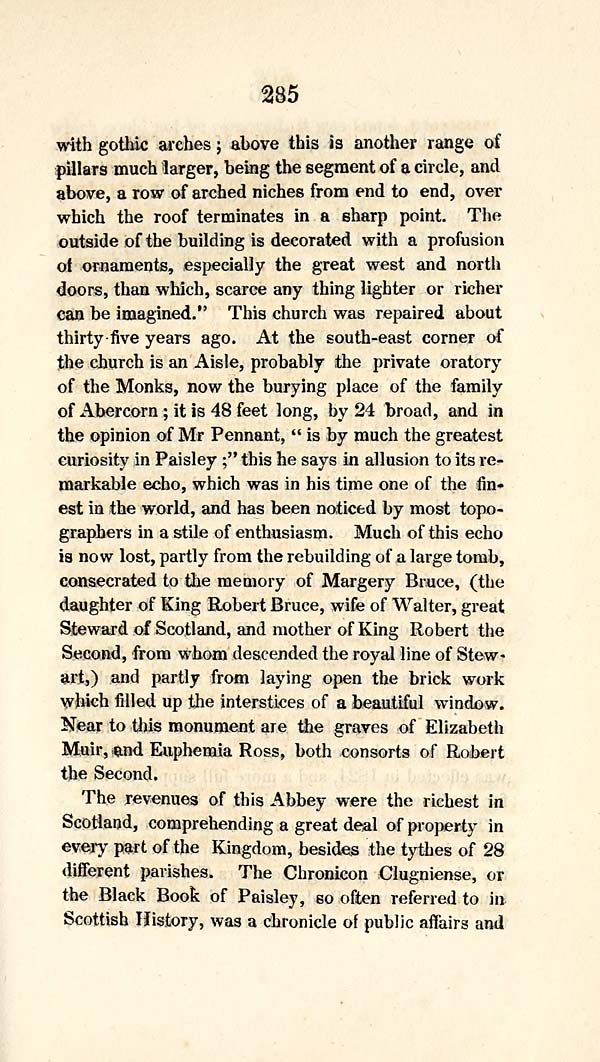 285
with gothic arches; above this is another range of
pillars much larger, being the segment of a circle, and
above, a row of arched niches from end to end, over
which the roof terminates in a sharp point. The
outside of the building is decorated with a profusion
of ornaments, especially the great west and north
doors, than which, scarce any thing lighter or richer
can be imagined." This church was repaired about
thirty-five years ago. At the south-east corner of
the church is an Aisle, probably the private oratory
of the Monks, now the burying place of the family
of Abercorn; it is 48 feet long, by 24 broad, and in
the opinion of Mr Pennant, “ is by much the greatest
curiosity in Paisley;” this he says in allusion to its re-
markable echo, which was in his time one of the fin-
est in the world, and has been noticed by most topo-
graphers in a stile of enthusiasm. Much of this echo
is now lost, partly from the rebuilding of a large tomb,
consecrated to the memory of Margery Bruce, (the
daughter of King Robert Bruce, wife of Walter, great
Steward of Scotland, and mother of King Robert the
Second, from whom descended the royal line of Stew-
art,) and partly from laying open the brick work
which filled up the interstices of a beautiful window.
Near to this monument are the graves of Elizabeth
Muir, and Euphemia Ross, both consorts of Robert
the Second.
The revenues of this Abbey were the richest in
Scotland, comprehending a great deal of property in
every part of the Kingdom, besides the tythes of 28
different parishes. The Chronicon Clugniense, or
the Black Book of Paisley, so often referred to in
Scottish History, was a chronicle of public affairs and